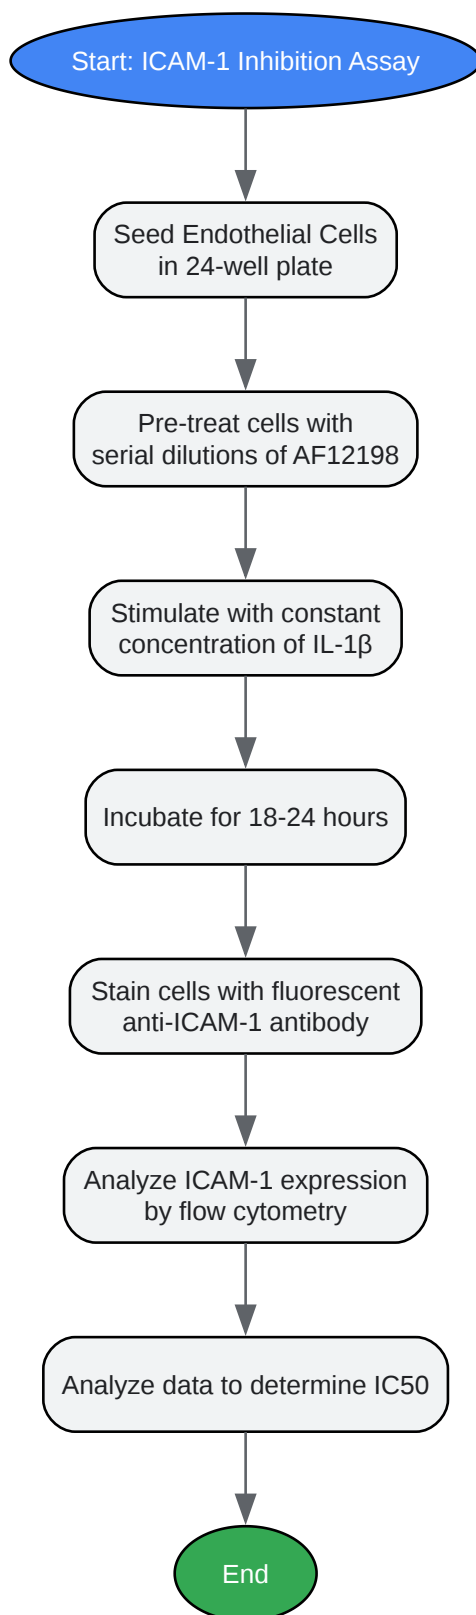 Start: ICAM-1 Inhibition Assay
Seed Endothelial Cells
in 24-well plate
Pre-treat cells with
serial dilutions of AF12198
Stimulate with constant
concentration of IL-1β
Incubate for 18-24 hours
Stain cells with fluorescent
anti-ICAM-1 antibody
Analyze ICAM-1 expression
by flow cytometry
Analyze data to determine IC50
End